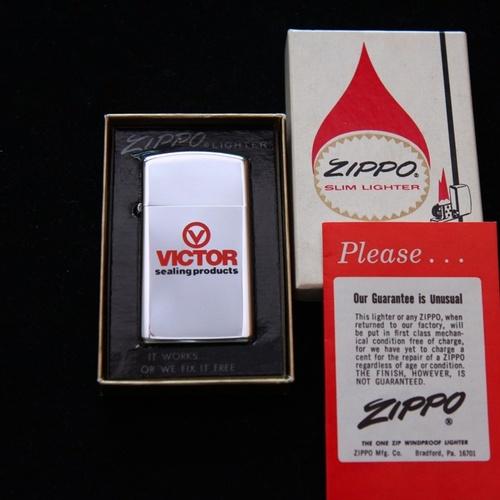 ZIPPO® LIGHTER
VICTOR
sealing products
IT WORKS
OR WE FIX IT FREE
ZIPPO®
SLIM LIGHTER
Please...
Our Guarantee is Unusual
This lighter or any ZIPPO, when
returned to our factory, will
be put in first class mechan-
ical condition free of charge,
for we have yet to charge a
cent for the repair of a ZIPPO
regardless of age or condition.
THE FINISH, HOWEVER, IS
NOT GUARANTEED.
ZIPPO®
THE ONE ZIP WINDPROOF LIGHTER
ZIPPO Mfg. Co. Bradford, Pa. 16701